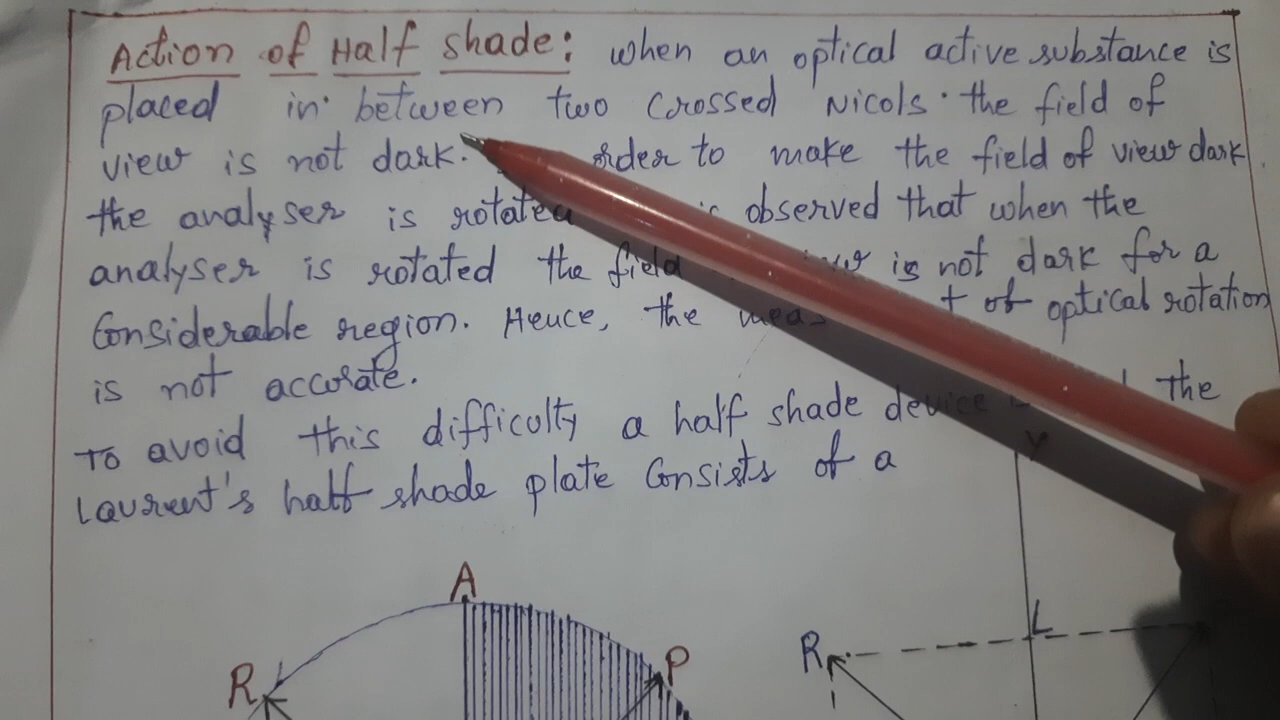 Action of Half shade: when an optical active substance is
placed in between two crossed Nicols. the field of
view is not dark. order to make the field of view dark
the analyser is rotated is observed that when the
analyser is rotated the field is not dark for a
Considerable region. Hence, the of optical rotation
is not accurate.
To avoid this difficulty a half shade device the
Laurent's half shade plate Consists of a
Y
A
L
P
R
R